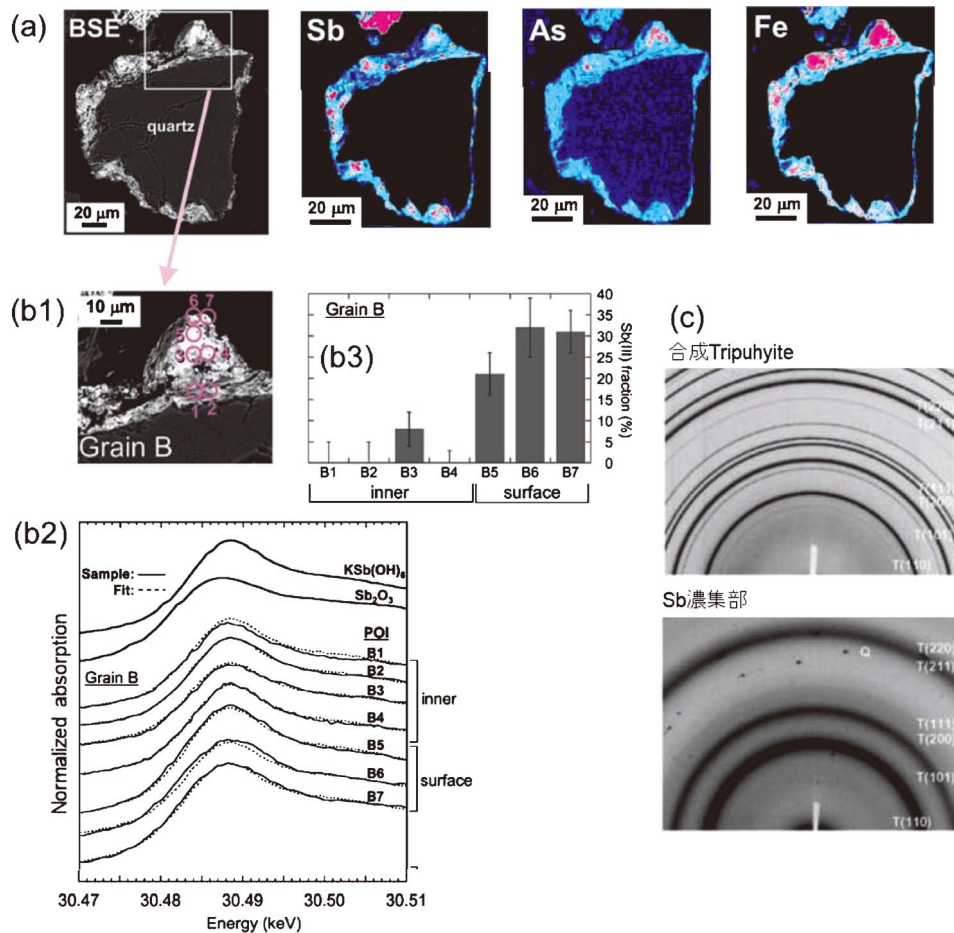 (a)
BSE
quartz
20 μm
Sb
20 μm
As
20 μm
Fe
20 μm
(b1)
10 μm
6 7
5
3 4
1 2
Grain B
Grain B
(b3)
40
35
30
25
20
15
10
5
0
Sb(III) fraction (%)
B1 B2 B3 B4 B5 B6 B7
inner surface
(b2)
Sample:
Fit:
KSb(OH)6
Sb2O3
POI
Grain B
B1
B2
B3
B4
B5
B6
B7
inner
surface
Normalized absorption
30.47 30.48 30.49 30.50 30.51
Energy (keV)
(c)
合成Tripuhyite
T(220)
T(211)
T(111)
T(200)
T(101)
T(110)
Sb濃集部
Q
T(220)
T(211)
T(111)
T(200)
T(101)
T(110)